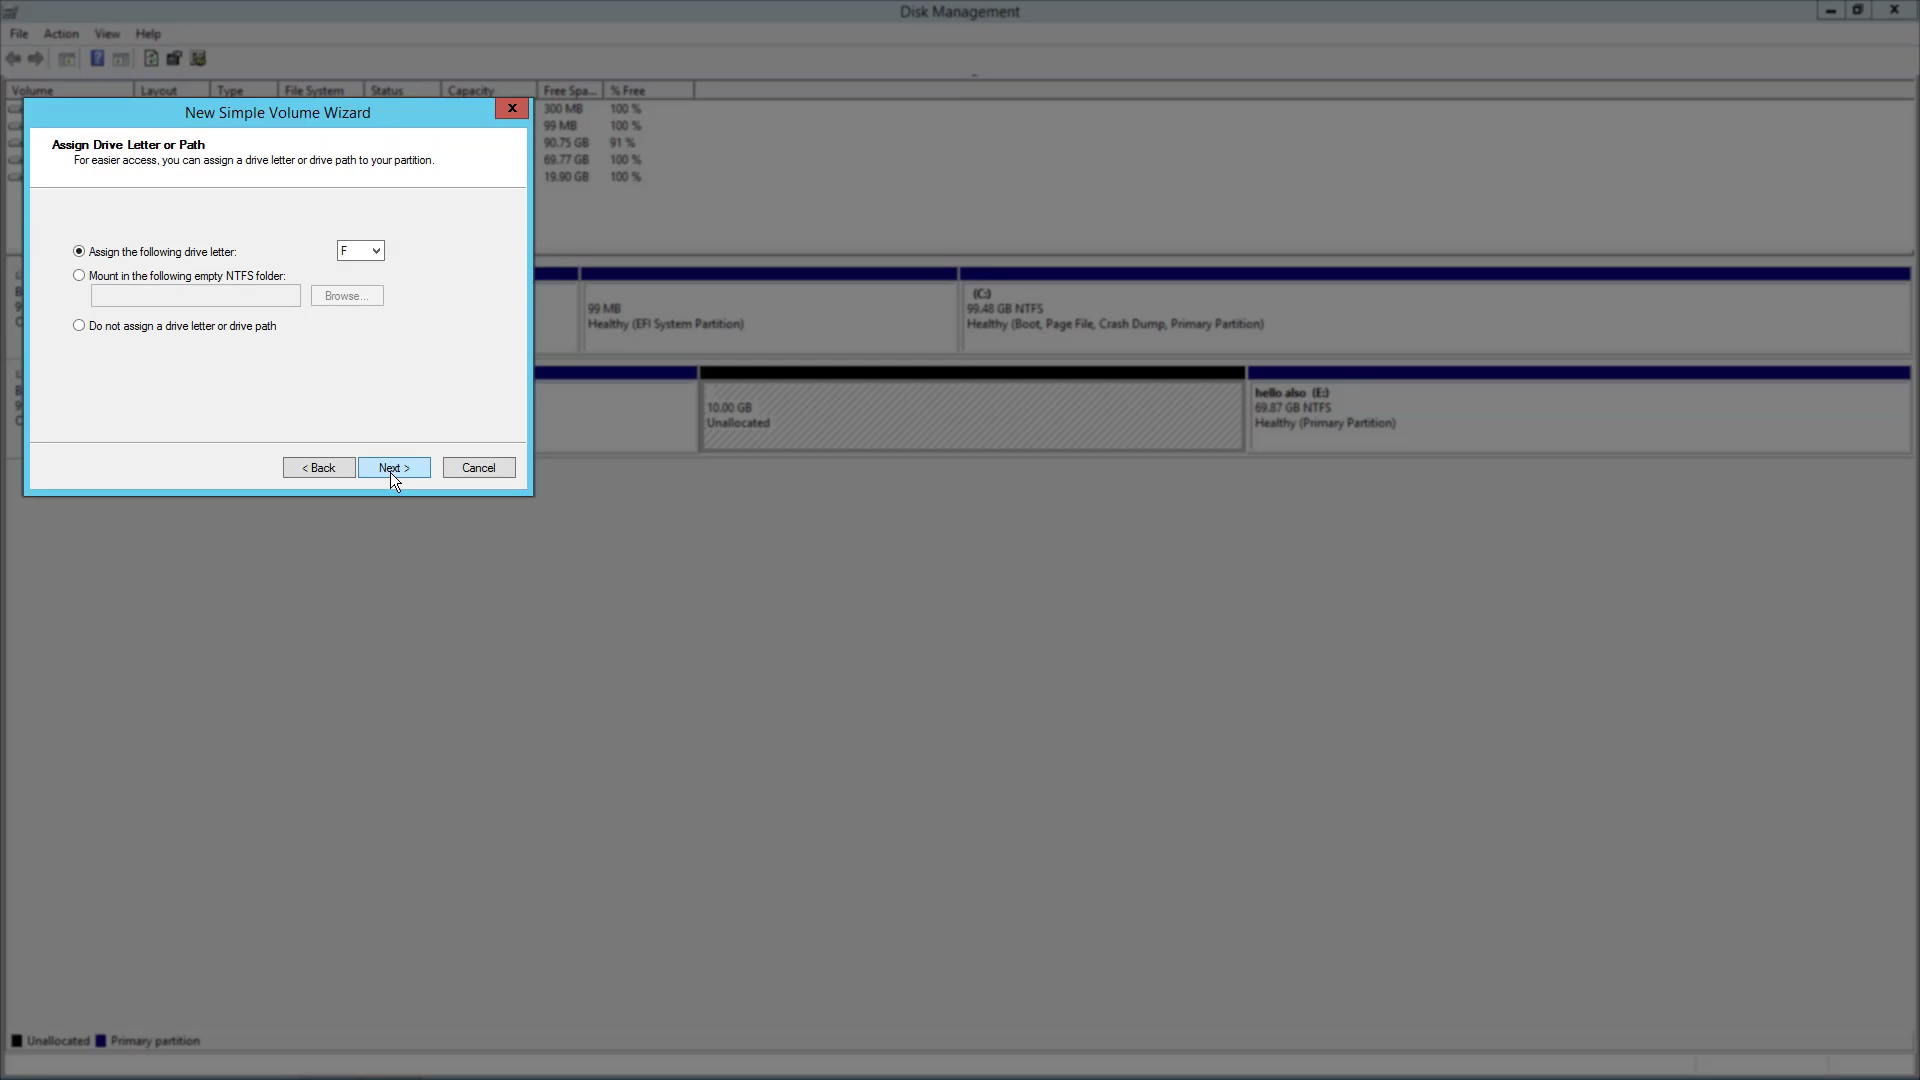 Disk Management
File Action View Help
Volume Layout Type File System Status Capacity Free Spa... % Free
New Simple Volume Wizard
x
Assign Drive Letter or Path
For easier access, you can assign a drive letter or drive path to your partition.
Assign the following drive letter:
F
Mount in the following empty NTFS folder:
Browse...
Do not assign a drive letter or drive path
< Back
Next >
Cancel
300 MB 100 %
99 MB 100 %
90.75 GB 91 %
69.77 GB 100 %
19.90 GB 100 %
99 MB
Healthy (EFI System Partition)
(C:)
99.48 GB NTFS
Healthy (Boot, Page File, Crash Dump, Primary Partition)
10.00 GB
Unallocated
hello also (E:)
69.87 GB NTFS
Healthy (Primary Partition)
Unallocated Primary partition